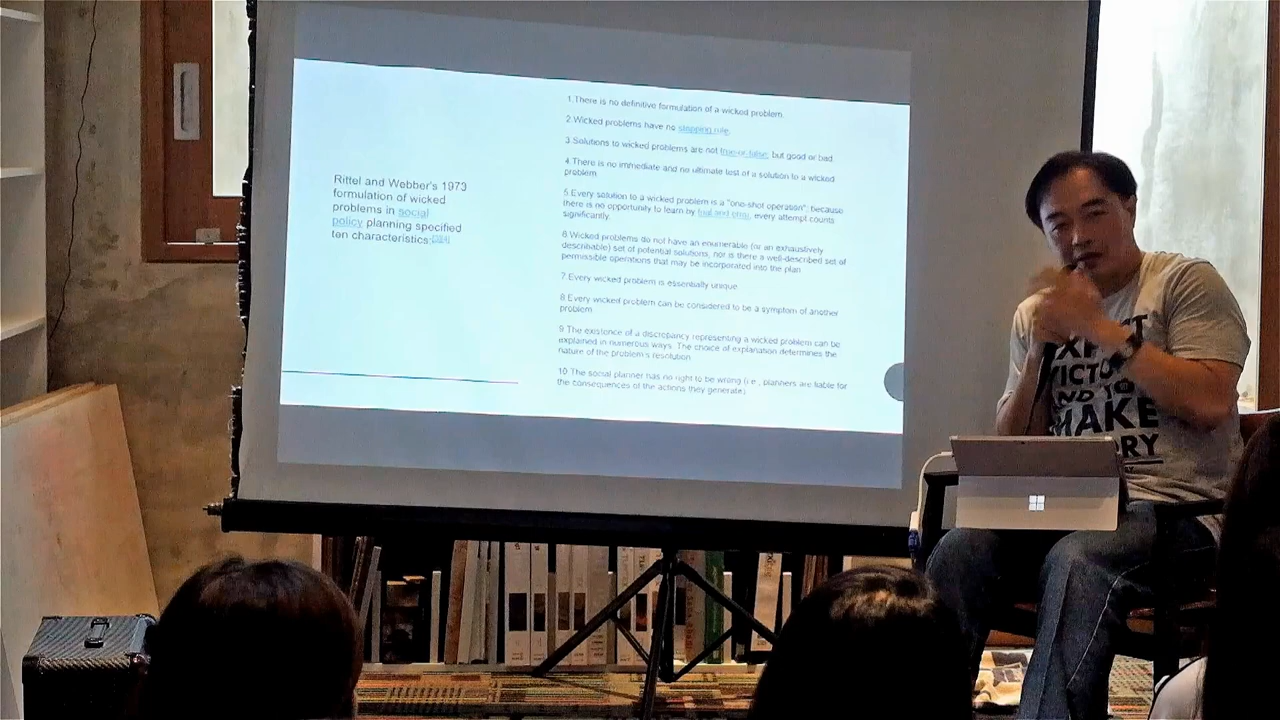 Rittel and Webber's 1973
formulation of wicked
problems in social
policy planning specified
ten characteristics:
1.There is no definitive formulation of a wicked problem.
2.Wicked problems have no stopping rule.
3.Solutions to wicked problems are not true-or-false, but good or bad.
4.There is no immediate and no ultimate test of a solution to a wicked
problem.
5.Every solution to a wicked problem is a "one-shot operation"; because
there is no opportunity to learn by trial and error, every attempt counts
significantly.
6.Wicked problems do not have an enumerable (or an exhaustively
describable) set of potential solutions, nor is there a well-described set of
permissible operations that may be incorporated into the plan.
7.Every wicked problem is essentially unique.
8.Every wicked problem can be considered to be a symptom of another
problem.
9.The existence of a discrepancy representing a wicked problem can be
explained in numerous ways. The choice of explanation determines the
nature of the problem's resolution.
10.The social planner has no right to be wrong (i.e., planners are liable for
the consequences of the actions they generate).
MAKE